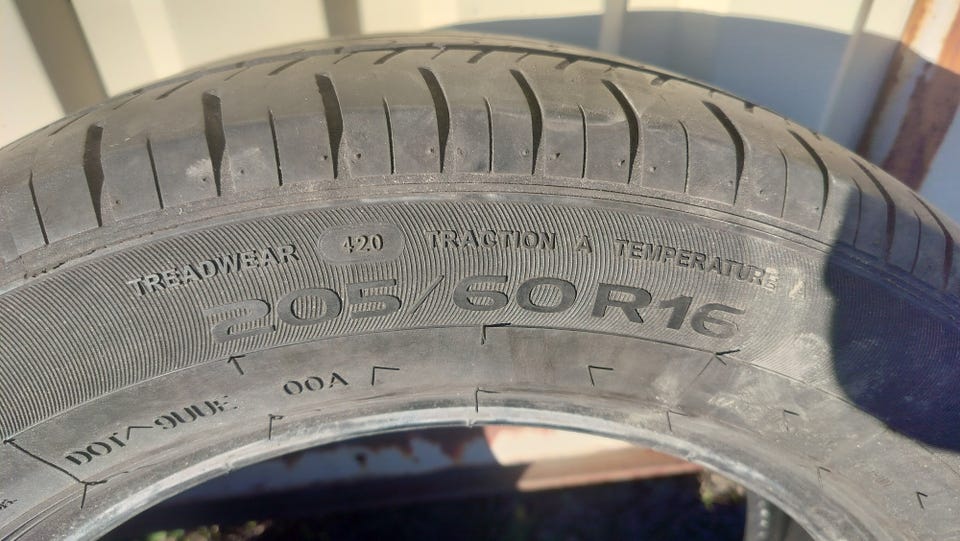 TREADWEAR 420 TRACTION A TEMPERATURE A
205/60R16
DOT 9UUE 00A